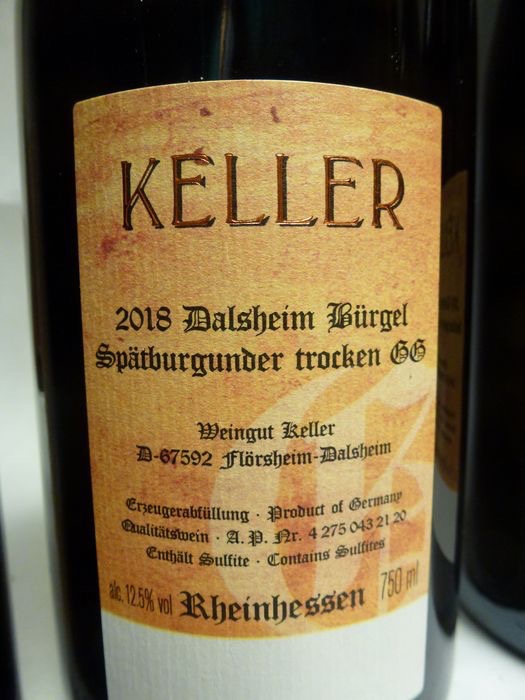 KELLER
2018 Dalsheim Bürgel
Spätburgunder trocken GG
Weingut Keller
D-67592 Flörsheim-Dalsheim
Erzeugerabfüllung · Product of Germany
Qualitätswein · A. P. Nr. 4 275 043 21 20
Enthält Sulfite · Contains Sulfites
alc. 12.5% vol Rheinhessen 750 ml